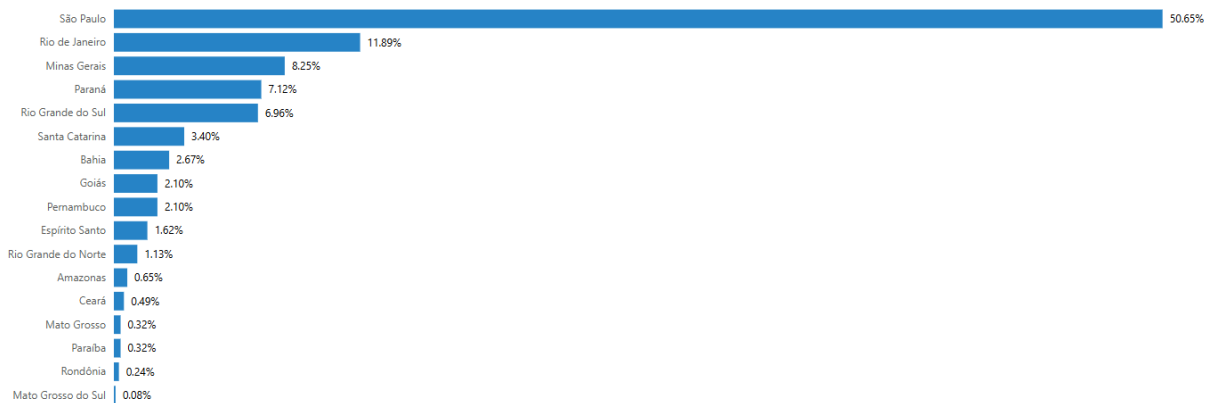 São Paulo 50.65%
Rio de Janeiro 11.89%
Minas Gerais 8.25%
Paraná 7.12%
Rio Grande do Sul 6.96%
Santa Catarina 3.40%
Bahia 2.67%
Goiás 2.10%
Pernambuco 2.10%
Espírito Santo 1.62%
Rio Grande do Norte 1.13%
Amazonas 0.65%
Ceará 0.49%
Mato Grosso 0.32%
Paraíba 0.32%
Rondônia 0.24%
Mato Grosso do Sul 0.08%